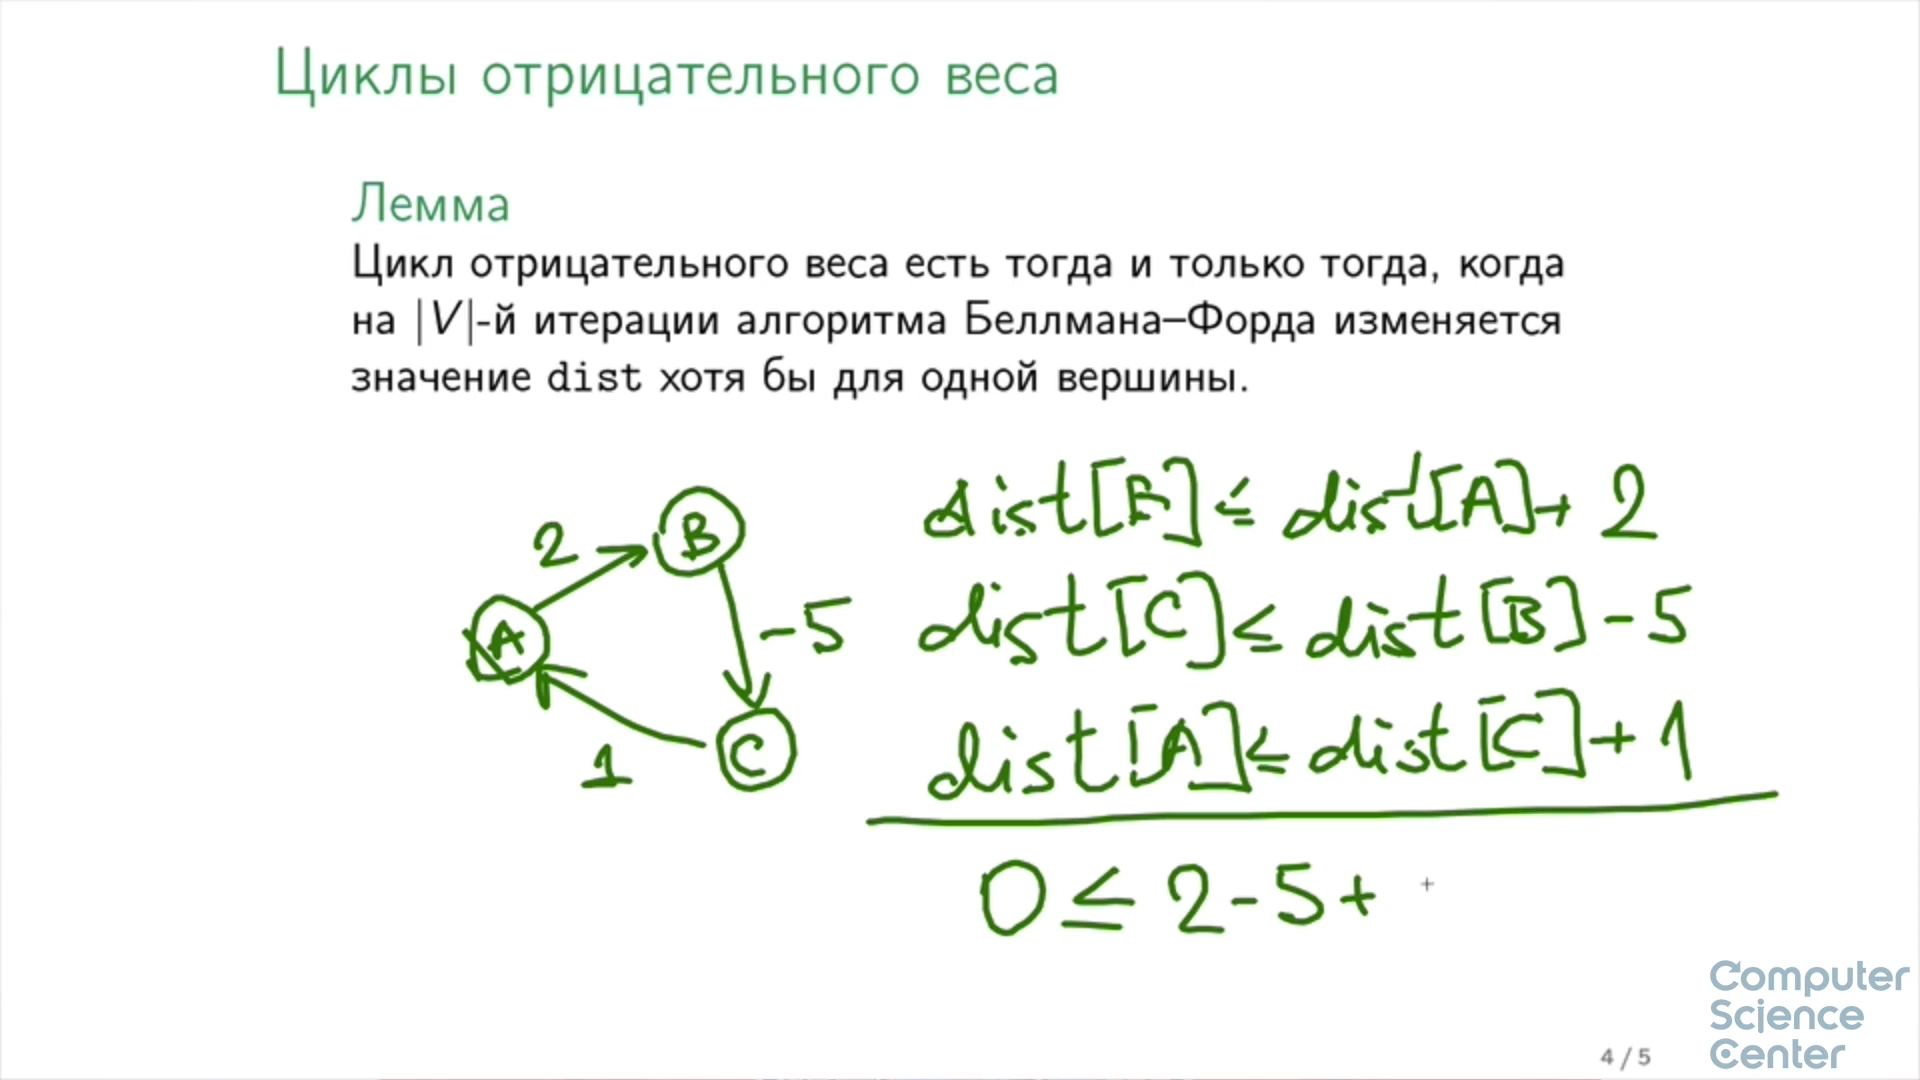 Циклы отрицательного веса
Лемма
Цикл отрицательного веса есть тогда и только тогда, когда
на |V|-й итерации алгоритма Беллмана–Форда изменяется
значение dist хотя бы для одной вершины.
dist[B] ≤ dist[A] + 2
2
B
dist[C] ≤ dist[B] - 5
-5
A
dist[A] ≤ dist[C] + 1
1
C
0 ≤ 2 - 5 +
Computer
Science
Center
4 / 5